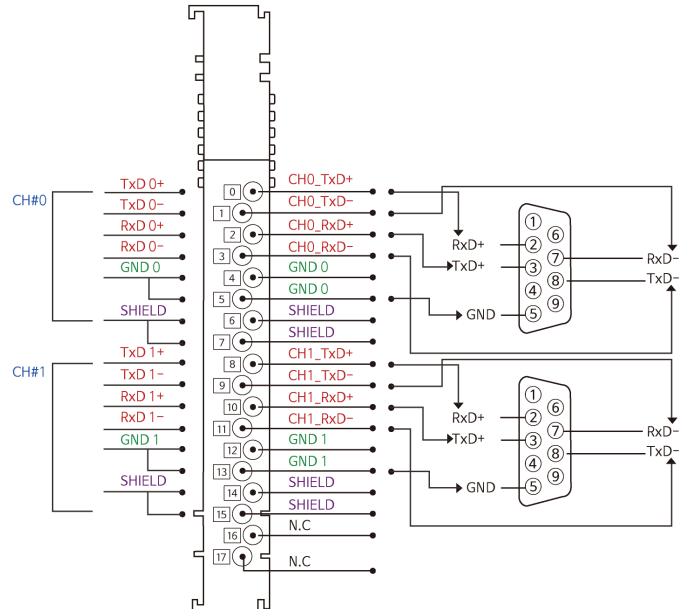 CH#0
TxD 0+
TxD 0−
RxD 0+
RxD 0−
GND 0
SHIELD
CH#1
TxD 1+
TxD 1−
RxD 1+
RxD 1−
GND 1
SHIELD
0 CH0_TxD+
1 CH0_TxD−
2 CH0_RxD+
3 CH0_RxD−
4 GND 0
5 GND 0
6 SHIELD
7 SHIELD
8 CH1_TxD+
9 CH1_TxD−
10 CH1_RxD+
11 CH1_RxD−
12 GND 1
13 GND 1
14 SHIELD
15 SHIELD
16 N.C
17 N.C
RxD+
TxD+
GND
1
2
3
4
5
6
7
8
9
RxD−
TxD−
RxD+
TxD+
GND
1
2
3
4
5
6
7
8
9
RxD−
TxD−